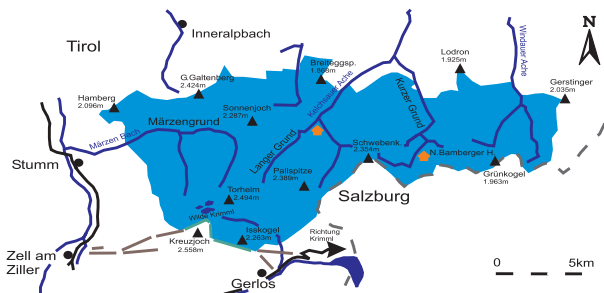 Tirol
Inneralpbach
N
Windauer Ache
Lodron
1.925m
Breiteggsp.
1.868m
G.Galtenberg
2.424m
Gerstinger
2.035m
Hamberg
2.096m
Kelchsauer Ache
Kurzer Grund
Sonnenjoch
2.287m
Märzengrund
Märzen Bach
Langer Grund
Stumm
Schwebenk.
2.354m
N.Bamberger H.
Grünkogel
1.963m
Pallspitze
2.389m
Torhelm
2.494m
Salzburg
Wilde Krimml
Kreuzjoch
2.558m
Isskogel
2.263m
Richtung
Krimml
Zell am
Ziller
Gerlos
0 5km